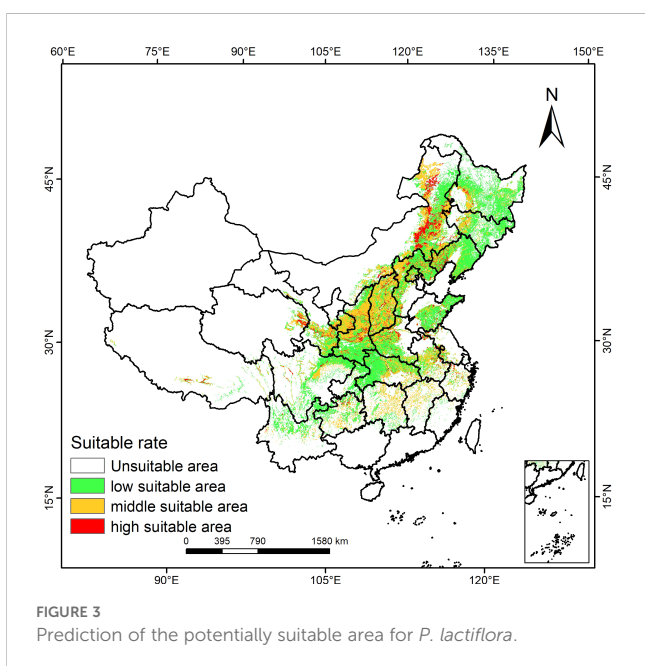 60°E 75°E 90°E 105°E 120°E 135°E 150°E
N
45°N 45°N
30°N 30°N
15°N 15°N
Suitable rate
Unsuitable area
low suitable area
middle suitable area
high suitable area
0 395 790 1580 km
90°E 105°E 120°E
FIGURE 3
Prediction of the potentially suitable area for P. lactiflora.